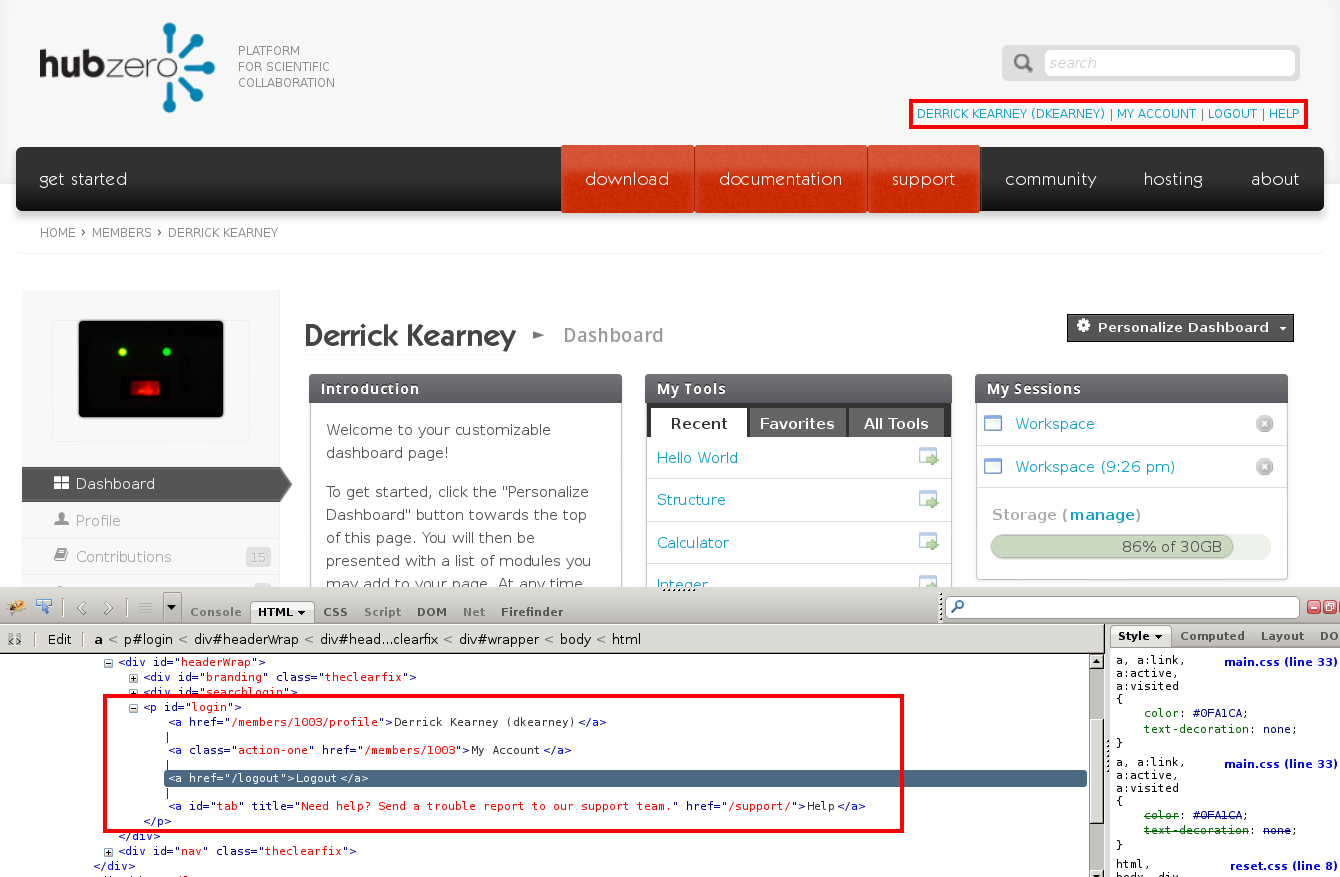 hubzero
PLATFORM
FOR SCIENTIFIC
COLLABORATION
search
DERRICK KEARNEY (DKEARNEY) | MY ACCOUNT | LOGOUT | HELP
get started download documentation support community hosting about
HOME › MEMBERS › DERRICK KEARNEY
Derrick Kearney ► Dashboard
Personalize Dashboard
Dashboard
Profile
Contributions 15
Introduction
Welcome to your customizable
dashboard page!
To get started, click the "Personalize
Dashboard" button towards the top
of this page. You will then be
presented with a list of modules you
may add to your page. At any time
My Tools
Recent Favorites All Tools
Hello World
Structure
Calculator
Integer
My Sessions
Workspace
Workspace (9:26 pm)
Storage (manage)
86% of 30GB
Console HTML CSS Script DOM Net Firefinder
Edit a < p#login < div#headerWrap < div#head...clearfix < div#wrapper < body < html
<div id="headerWrap">
<div id="branding" class="theclearfix">
<div id="searchlogin">
<p id="login">
<a href="/members/1003/profile">Derrick Kearney (dkearney)</a>
|
<a class="action-one" href="/members/1003">My Account</a>
|
<a href="/logout">Logout</a>
|
<a id="tab" title="Need help? Send a trouble report to our support team." href="/support/">Help</a>
</p>
</div>
<div id="nav" class="theclearfix">
</div>
Style Computed Layout DO
a, a:link, main.css (line 33)
a:active,
a:visited
{
color: #0FA1CA;
text-decoration: none;
}
a, a:link, main.css (line 33)
a:active,
a:visited
{
color: #0FA1CA;
text-decoration: none;
}
html, reset.css (line 8)
body, div,